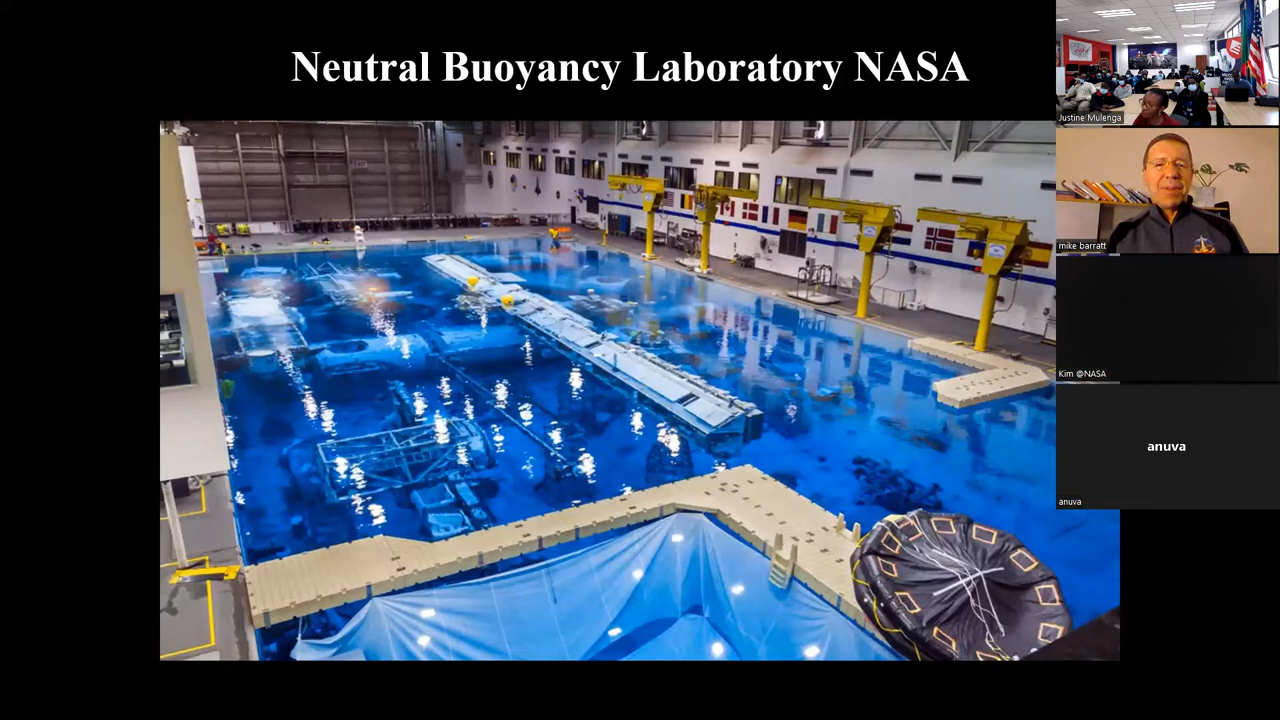 Neutral Buoyancy Laboratory NASA
Justine Mulenga
mike barratt
Kim @NASA
anuva
anuva